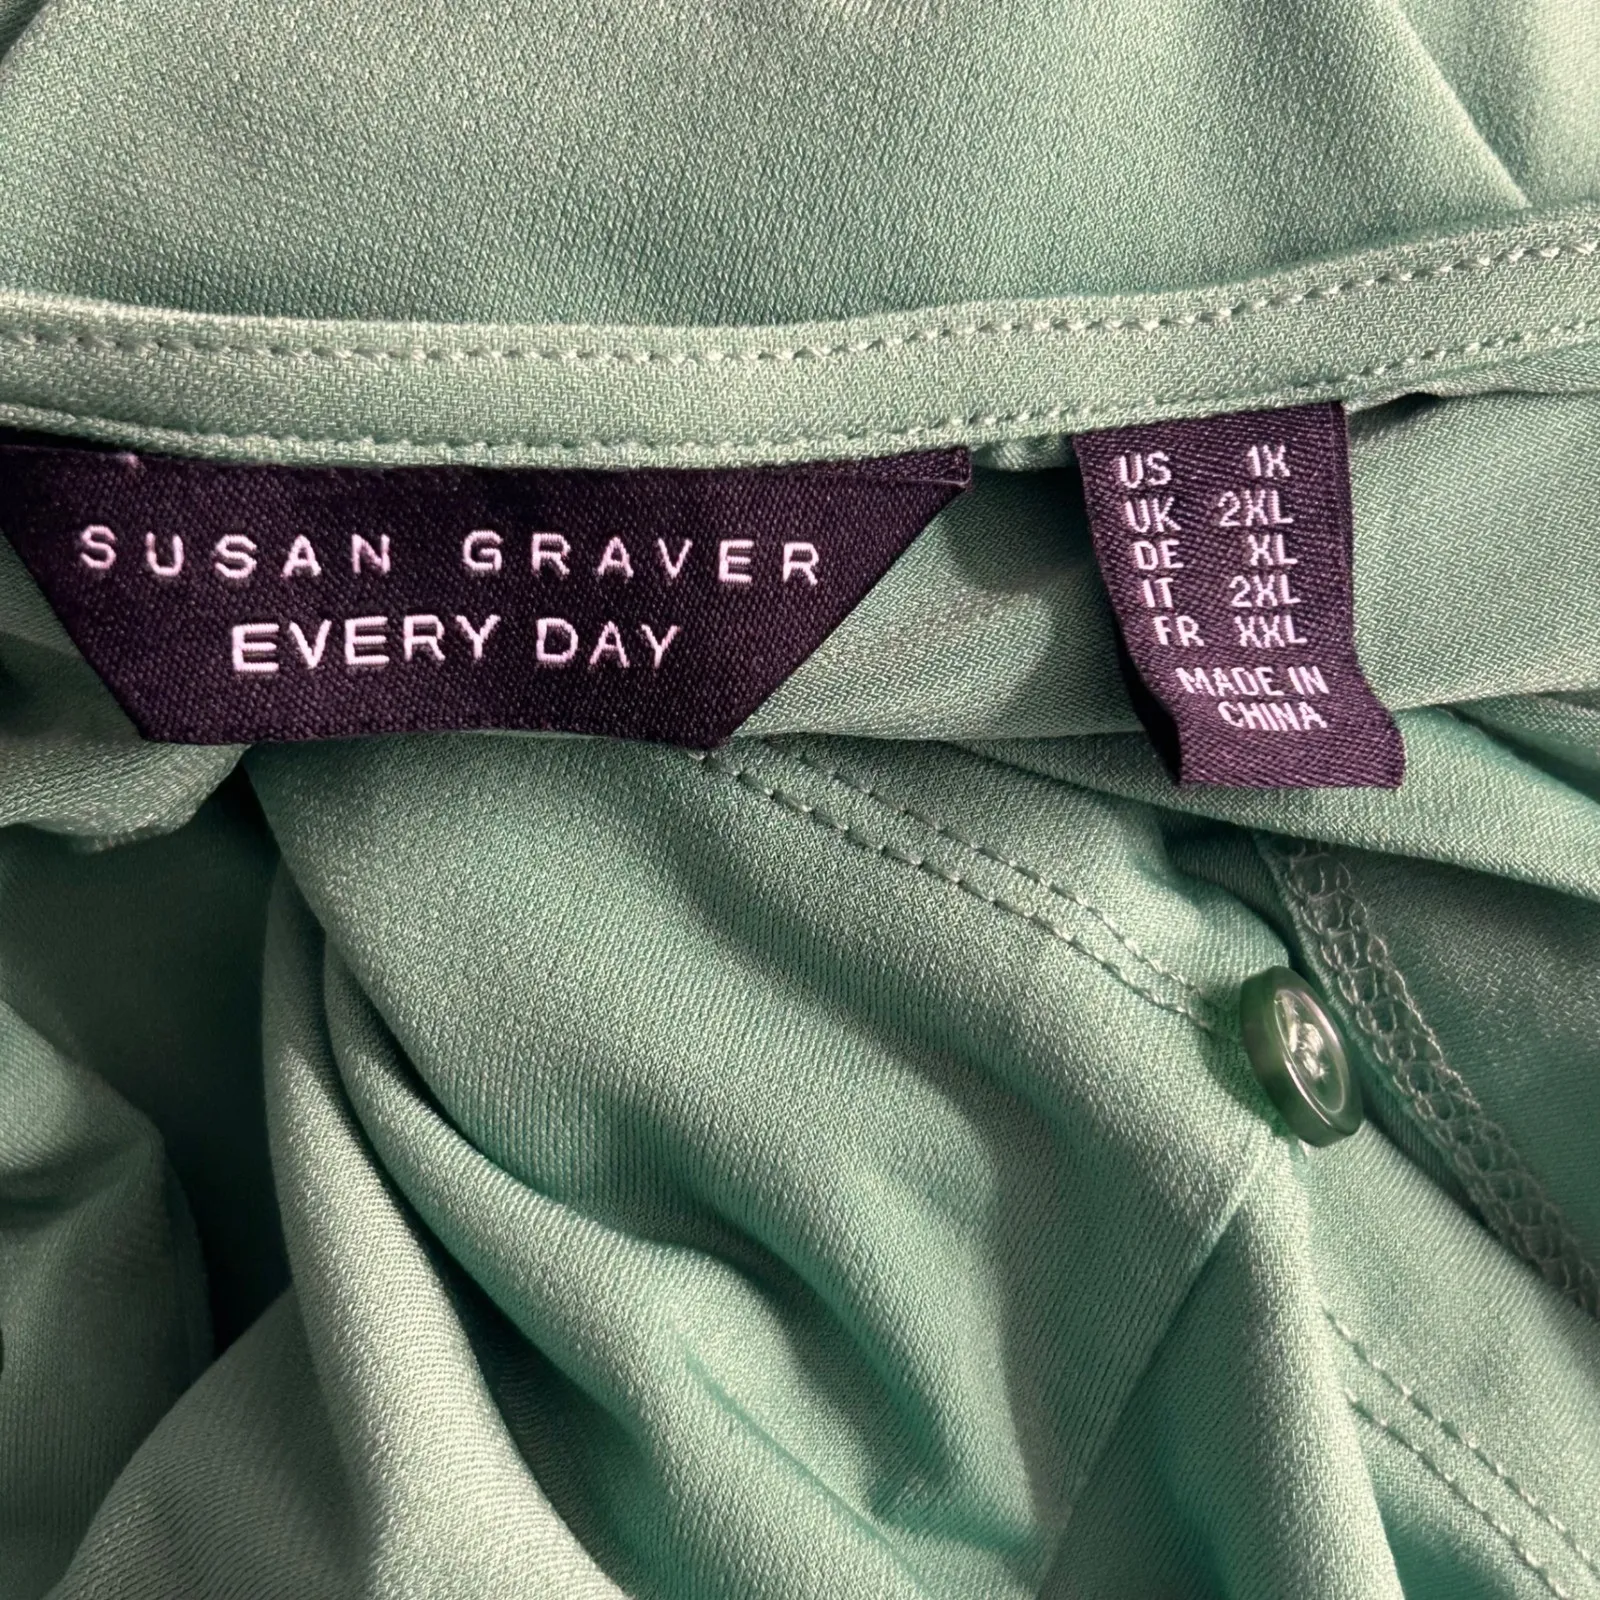 SUSAN GRAVER
EVERY DAY
US 1X
UK 2XL
DE XL
IT 2XL
FR XXL
MADE IN
CHINA